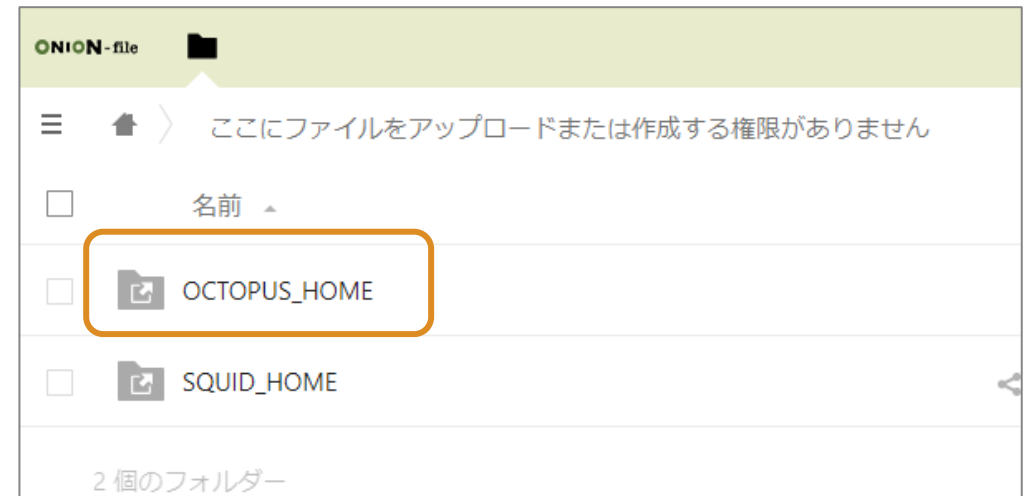 ONION-file
ここにファイルをアップロードまたは作成する権限がありません
名前
OCTOPUS_HOME
SQUID_HOME
2 個のフォルダー